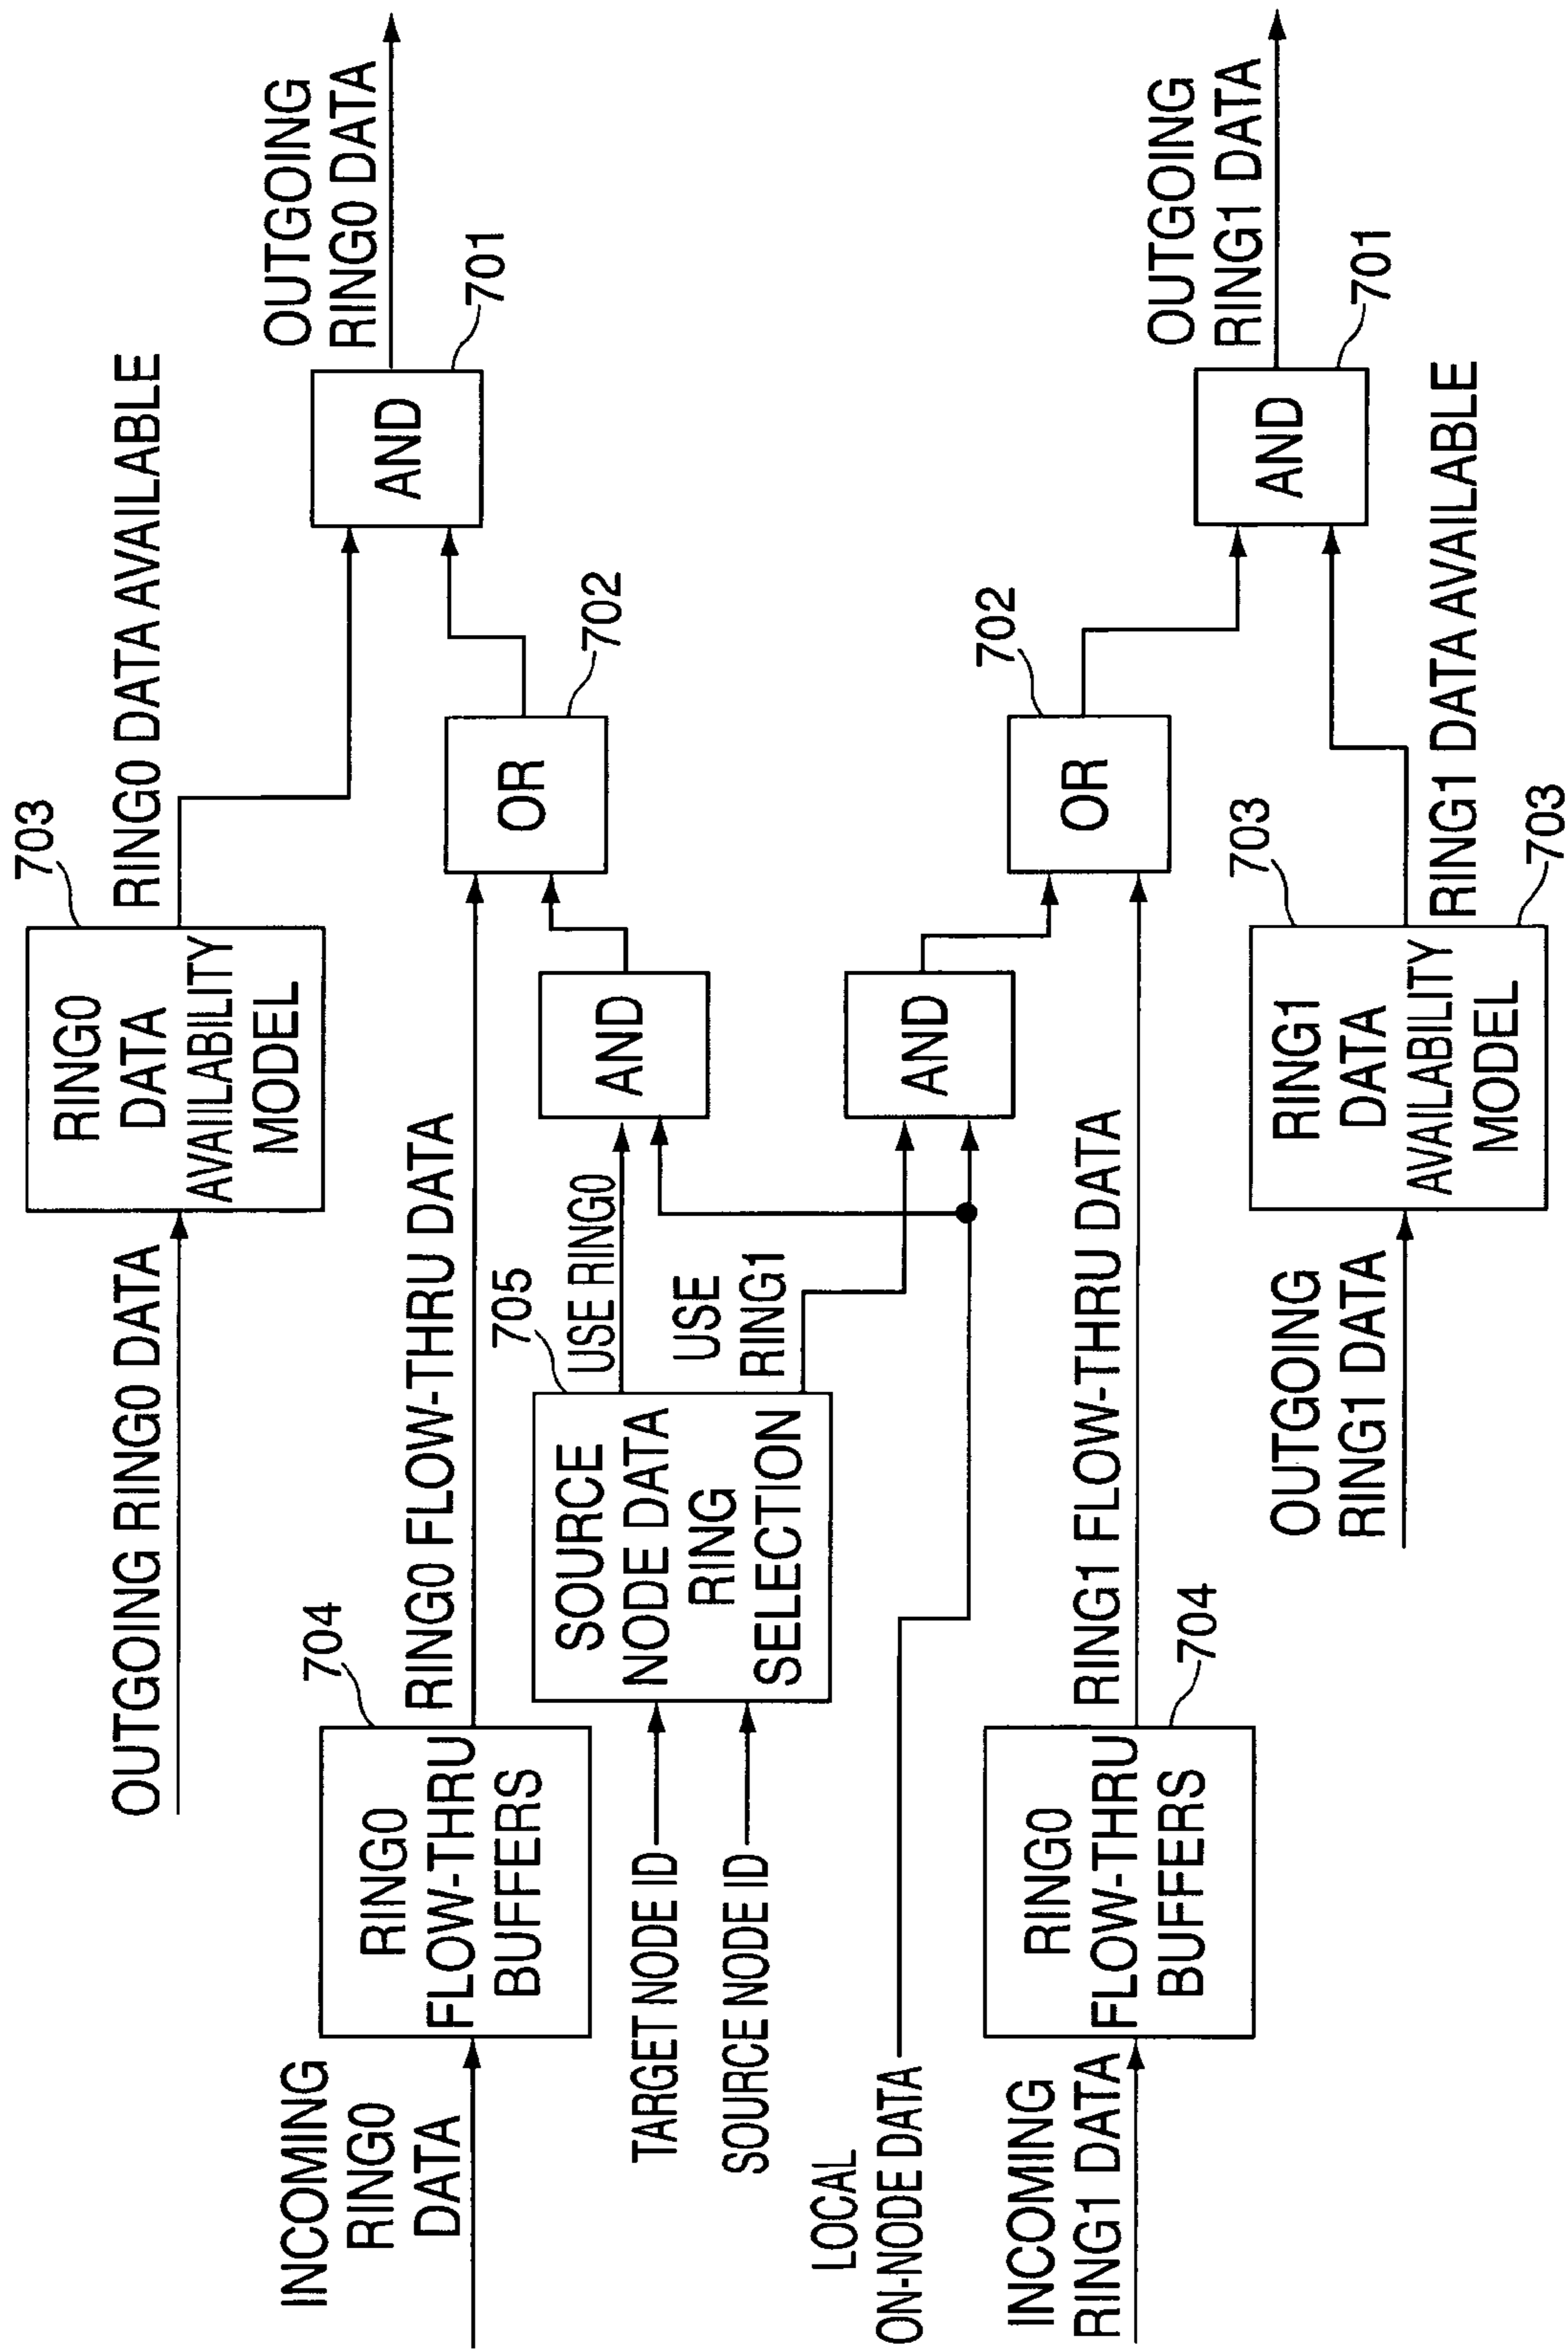 OUTGOING RING0 DATA
703
RING0
DATA
AVAILABILITY
MODEL
RING0 DATA AVAILABLE
OUTGOING
RING0 DATA
AND
701
INCOMING
RING0
DATA
704
RING0
FLOW-THRU
BUFFERS
RING0 FLOW-THRU DATA
OR
702
TARGET NODE ID
SOURCE NODE ID
705
SOURCE
NODE DATA
RING
SELECTION
USE RING0
USE
RING1
AND
AND
LOCAL
ON-NODE DATA
INCOMING
RING1 DATA
RING0
FLOW-THRU
BUFFERS
704
RING1 FLOW-THRU DATA
702
OR
OUTGOING
RING1 DATA
AND
701
OUTGOING
RING1 DATA
703
RING1
DATA
AVAILABILITY
MODEL
703
RING1 DATA AVAILABLE